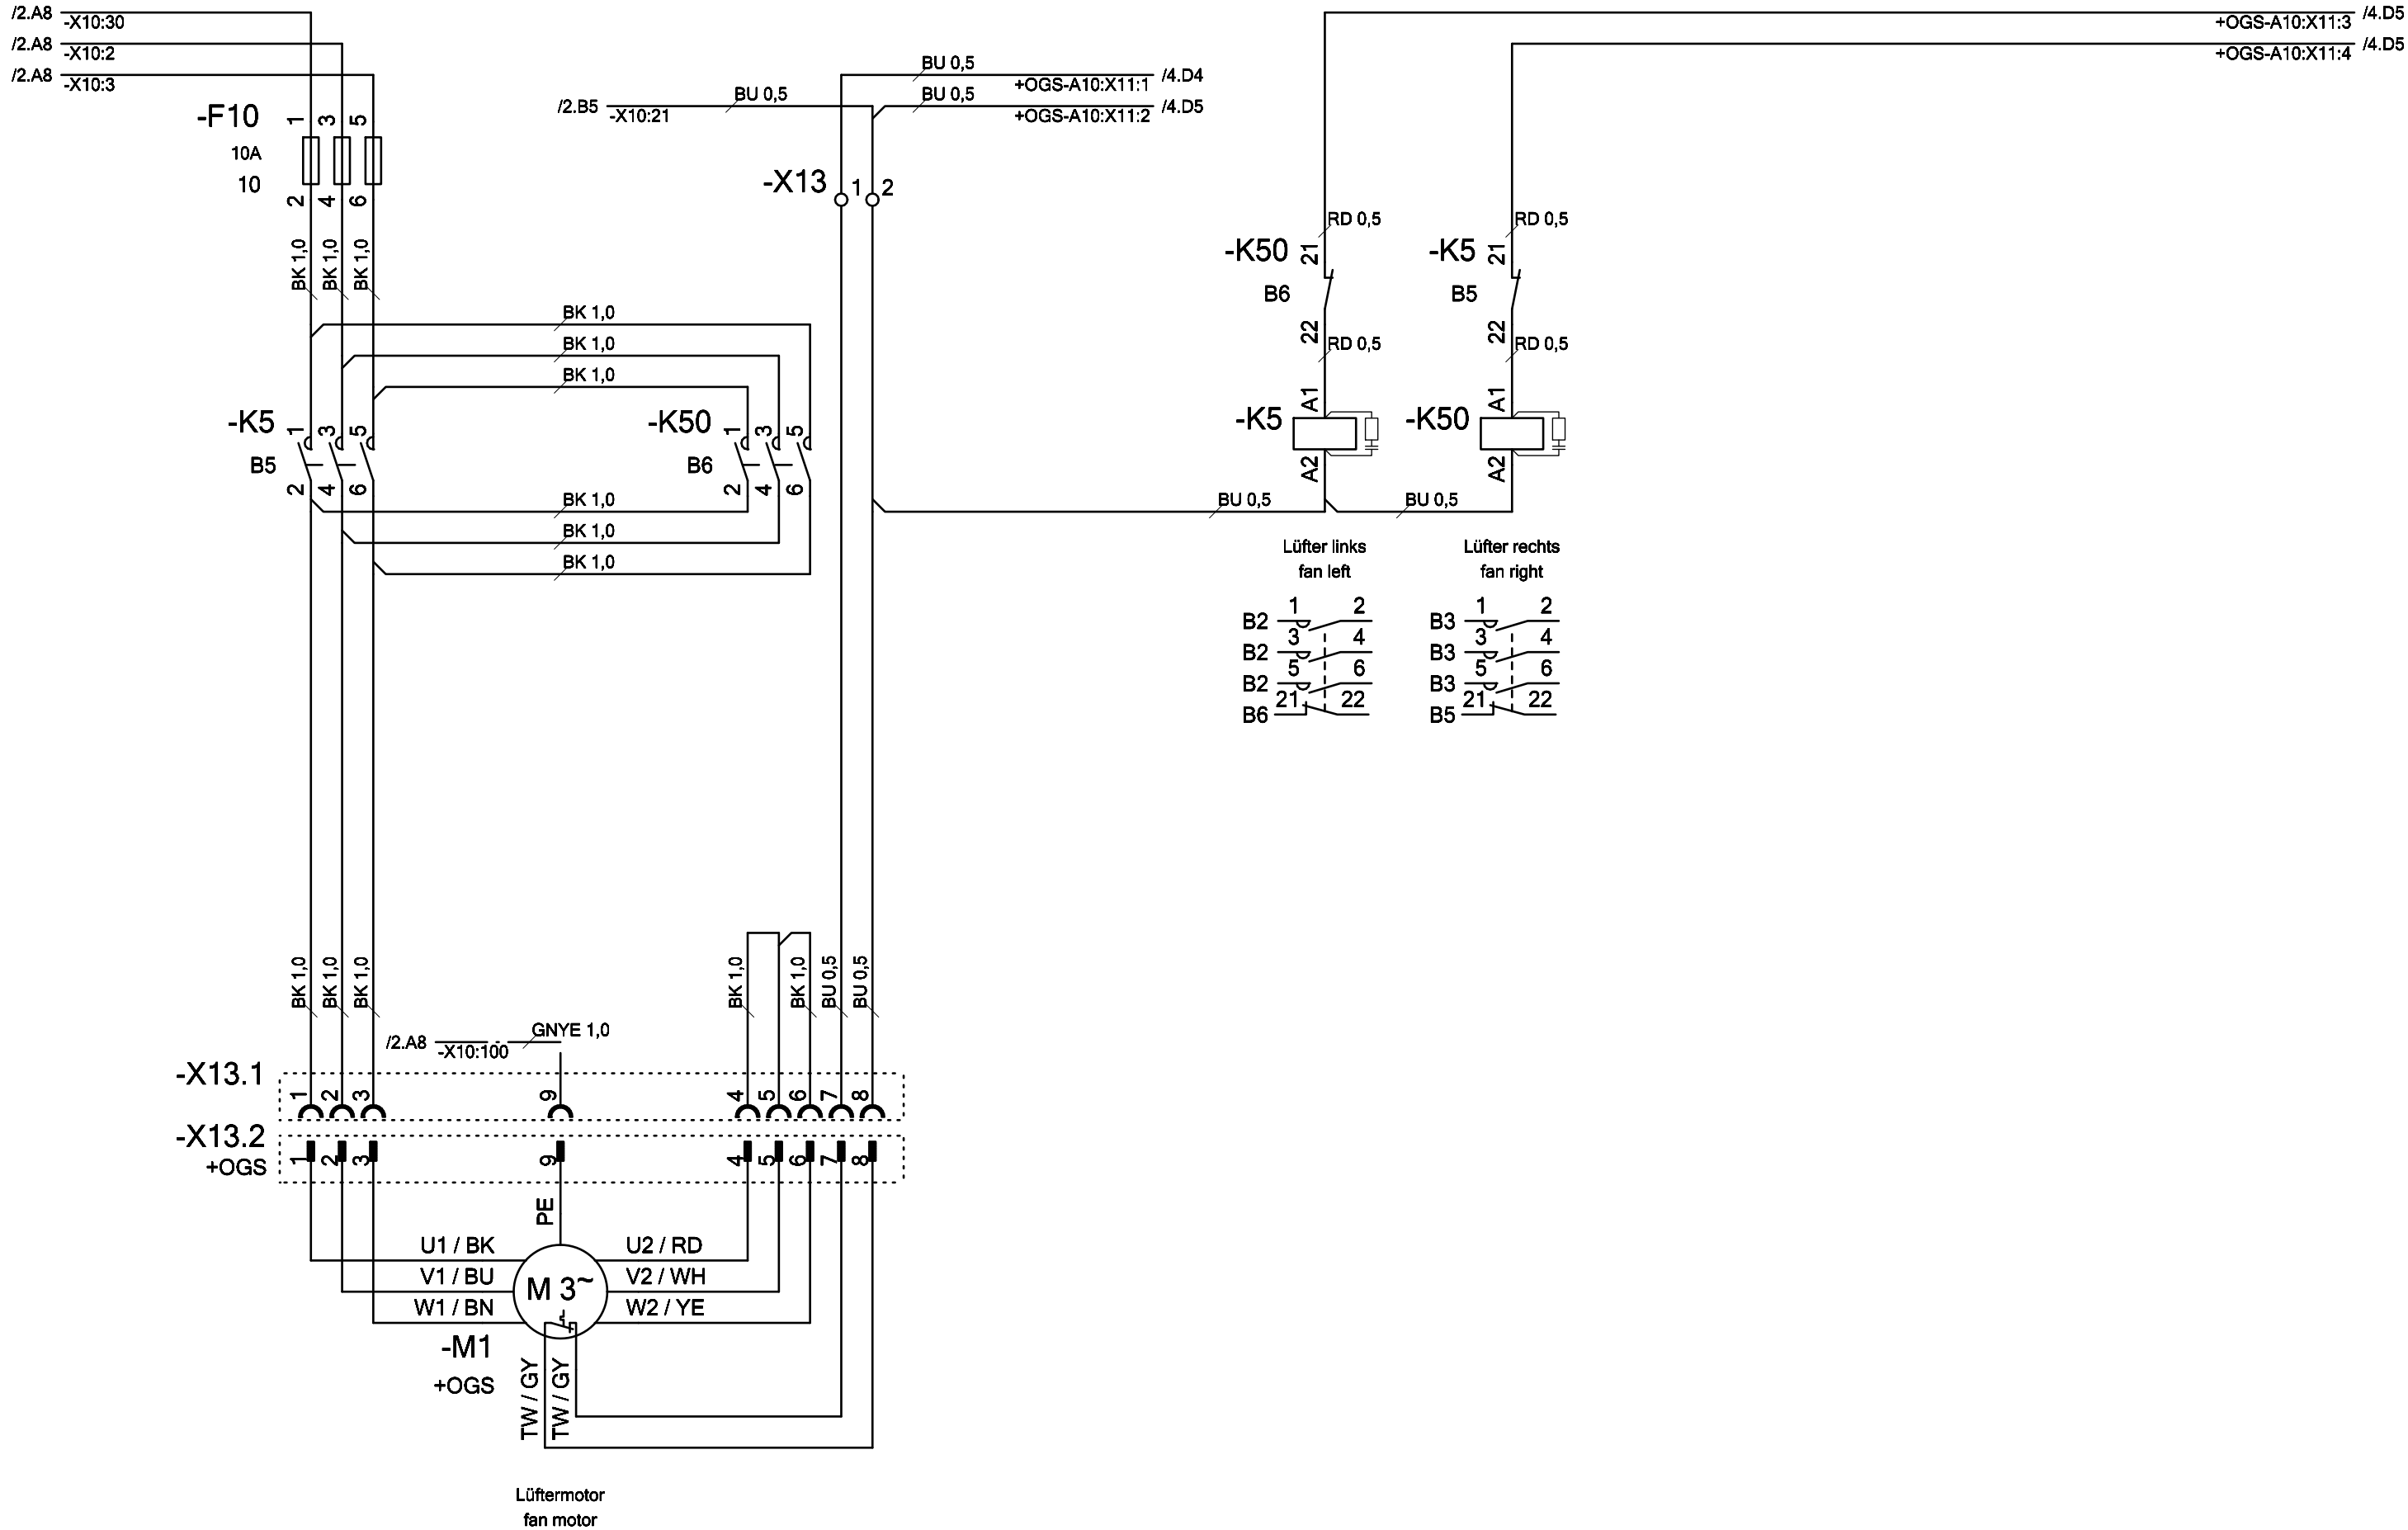 /2.A8 -X10:30
/2.A8 -X10:2
/2.A8 -X10:3
-F10
10A
10
1 3 5
2 4 6
BK 1,0 BK 1,0 BK 1,0
BK 1,0
BK 1,0
BK 1,0
-K5
B5
1 3 5
2 4 6
-K50
B6
1 3 5
2 4 6
BK 1,0
BK 1,0
BK 1,0
BU 0,5
+OGS-A10:X11:1 /4.D4
/2.B5 -X10:21
BU 0,5
BU 0,5
+OGS-A10:X11:2 /4.D5
-X13 1 2
+OGS-A10:X11:3 /4.D5
+OGS-A10:X11:4 /4.D5
RD 0,5
-K50 21
B6
22
RD 0,5
A1
-K5
A2
RD 0,5
-K5 21
B5
22
RD 0,5
A1
-K50
A2
BU 0,5
BU 0,5
Lüfter links
fan left
1 2
B2
3 4
B2
5 6
B2
21 22
B6
Lüfter rechts
fan right
1 2
B3
3 4
B3
5 6
B3
21 22
B5
BK 1,0 BK 1,0 BK 1,0
BK 1,0 BK 1,0 BU 0,5 BU 0,5
/2.A8 -X10:100
GNYE 1,0
-X13.1
1 2 3 9 4 5 6 7 8
-X13.2
+OGS
1 2 3 9 4 5 6 7 8
PE
U1 / BK
V1 / BU
W1 / BN
M 3~
U2 / RD
V2 / WH
W2 / YE
-M1
+OGS
TW / GY
TW / GY
Lüftermotor
fan motor